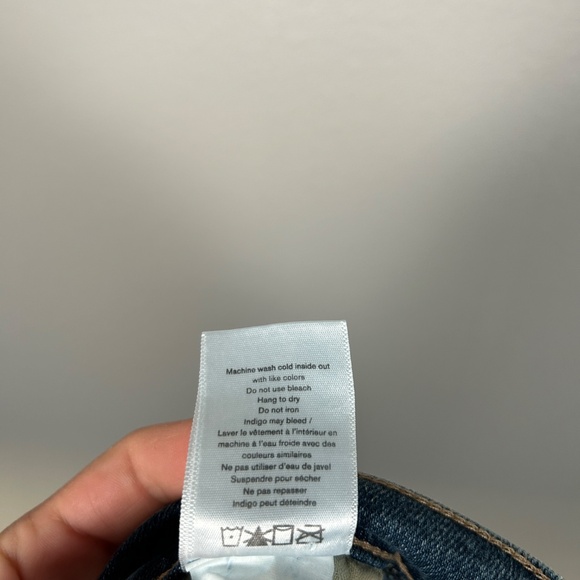 Machine wash cold inside out
with like colors
Do not use bleach
Hang to dry
Do not iron
Indigo may bleed /
Laver le vêtement à l'intérieur en
machine à l'eau froide avec des
couleurs similaires
Ne pas utiliser d'eau de javel
Suspendre pour sécher
Ne pas repasser
Indigo peut déteindre